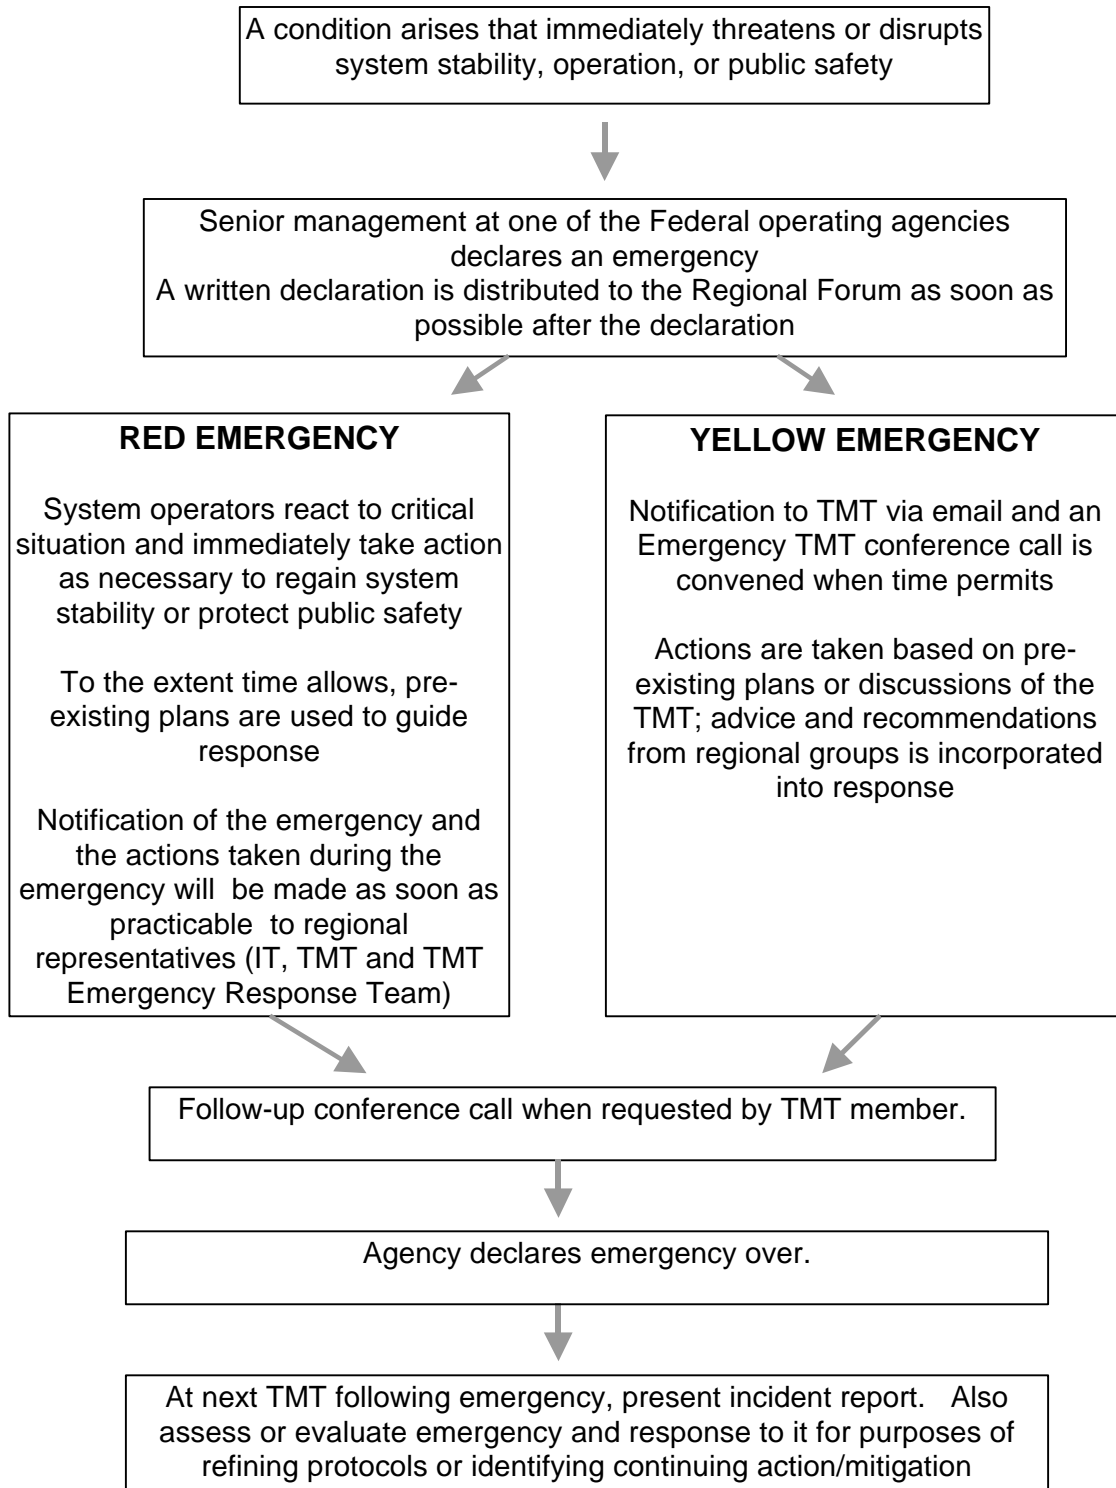 A condition arises that immediately threatens or disrupts
system stability, operation, or public safety
Senior management at one of the Federal operating agencies
declares an emergency
A written declaration is distributed to the Regional Forum as soon as
possible after the declaration
RED EMERGENCY
System operators react to critical
situation and immediately take action
as necessary to regain system
stability or protect public safety
To the extent time allows, pre-
existing plans are used to guide
response
Notification of the emergency and
the actions taken during the
emergency will  be made as soon as
practicable  to regional
representatives (IT, TMT and TMT
Emergency Response Team)
YELLOW EMERGENCY
Notification to TMT via email and an
Emergency TMT conference call is
convened when time permits
Actions are taken based on pre-
existing plans or discussions of the
TMT; advice and recommendations
from regional groups is incorporated
into response
Follow-up conference call when requested by TMT member.
Agency declares emergency over.
At next TMT following emergency, present incident report.   Also
assess or evaluate emergency and response to it for purposes of
refining protocols or identifying continuing action/mitigation